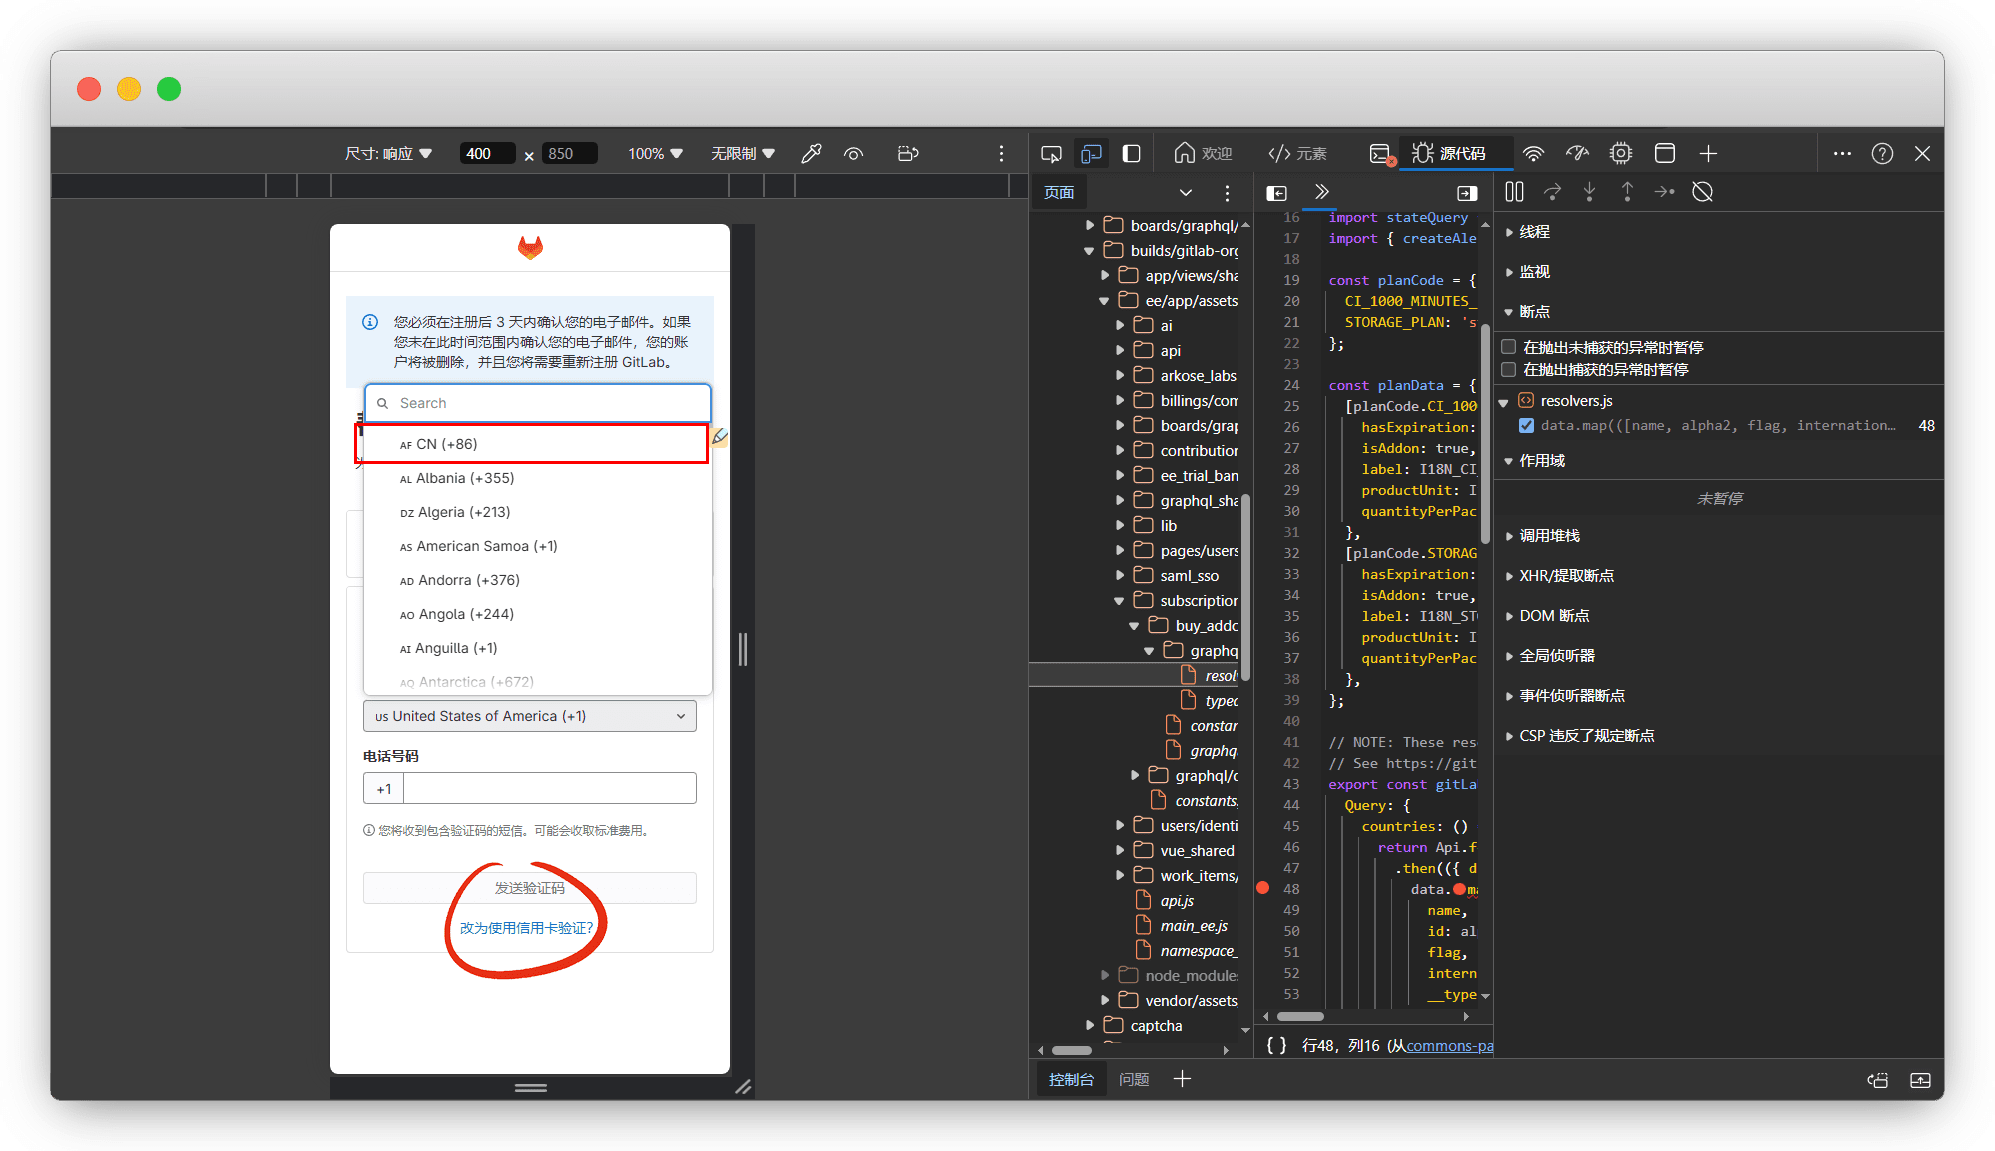 尺寸: 响应
400
×
850
100%
无限制
欢迎
元素
源代码
页面
您必须在注册后 3 天内确认您的电子邮件。如果
您未在此时间范围内确认您的电子邮件，您的账
户将被删除，并且您将需要重新注册 GitLab。
Search
AF CN (+86)
AL Albania (+355)
DZ Algeria (+213)
AS American Samoa (+1)
AD Andorra (+376)
AO Angola (+244)
AI Anguilla (+1)
AQ Antarctica (+672)
US United States of America (+1)
电话号码
+1
您将收到包含验证码的短信。可能会收取标准费用。
发送验证码
改为使用信用卡验证?
boards/graphql/
builds/gitlab-org
app/views/sha
ee/app/assets
ai
api
arkose_labs
billings/com
boards/grap
contribution
ee_trial_ban
graphql_sha
lib
pages/users
saml_sso
subscription
buy_addo
graphq
resol
typed
constan
graphq
graphql/c
constants.
users/identi
vue_shared
work_items/
api.js
main_ee.js
namespace_
node_modules
vendor/assets
captcha
16 import stateQuery
17 import { createAle
18
19 const planCode = {
20 CI_1000_MINUTES_
21 STORAGE_PLAN: 's
22 };
23
24 const planData = {
25 [planCode.CI_100
26 hasExpiration:
27 isAddon: true,
28 label: I18N_CI_
29 productUnit: I
30 quantityPerPac
31 },
32 [planCode.STORAG
33 hasExpiration:
34 isAddon: true,
35 label: I18N_STO
36 productUnit: I
37 quantityPerPac
38 },
39 };
40
41 // NOTE: These res
42 // See https://git
43 export const gitLa
44 Query: {
45 countries: ()
46 return Api.f
47 .then(({ d
48 data.ma
49 name,
50 id: al
51 flag,
52 intern
53 __type
{ } 行48，列16 (从commons-pa
线程
监视
断点
在抛出未捕获的异常时暂停
在抛出捕获的异常时暂停
resolvers.js
data.map(([name, alpha2, flag, internation… 48
作用域
未暂停
调用堆栈
XHR/提取断点
DOM 断点
全局侦听器
事件侦听器断点
CSP 违反了规定断点
控制台
问题